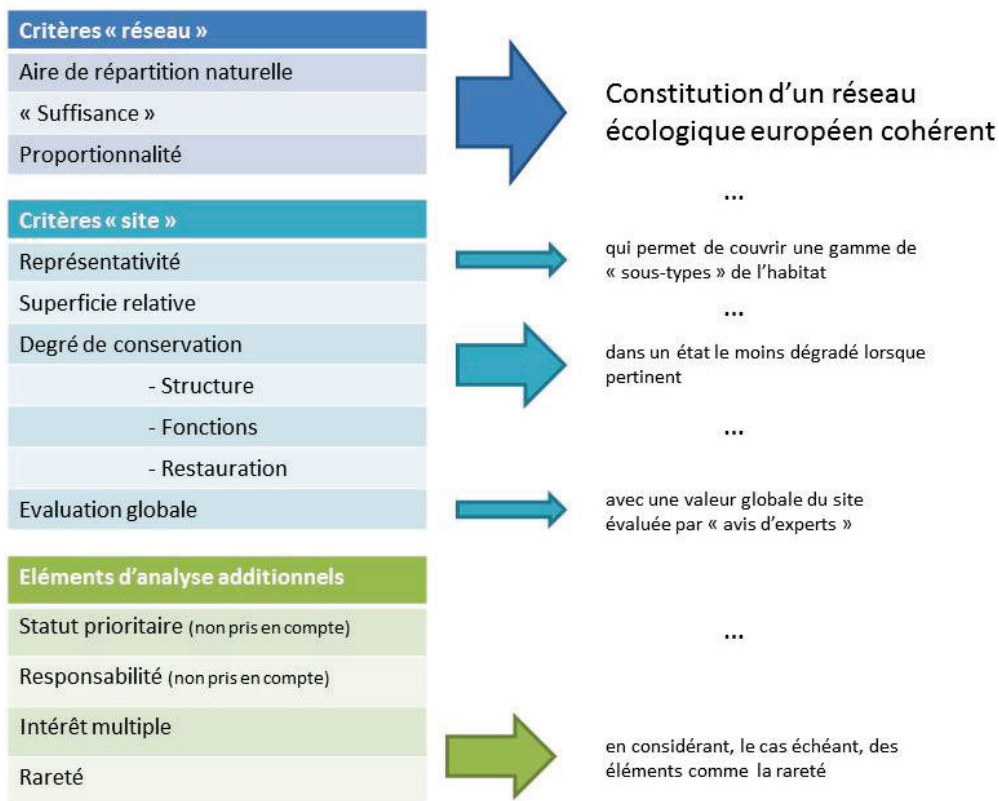 Critères « réseau »
Aire de répartition naturelle
« Suffisance »
Proportionnalité
Constitution d’un réseau
écologique européen cohérent
...
Critères « site »
Représentativité
Superficie relative
Degré de conservation
- Structure
- Fonctions
- Restauration
Evaluation globale
qui permet de couvrir une gamme de
« sous-types » de l’habitat
...
dans un état le moins dégradé lorsque
pertinent
...
avec une valeur globale du site
évaluée par « avis d’experts »
Eléments d’analyse additionnels
Statut prioritaire (non pris en compte)
Responsabilité (non pris en compte)
Intérêt multiple
Rareté
...
en considérant, le cas échéant, des
éléments comme la rareté